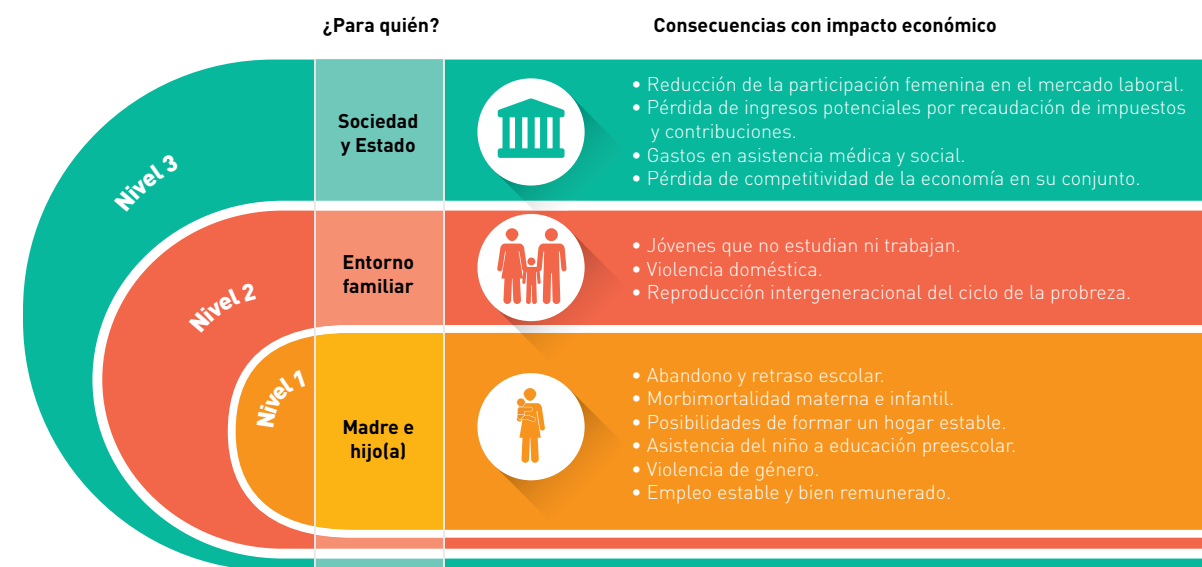 ¿Para quién?
Consecuencias con impacto económico
Nivel 3
Sociedad
y Estado
• Reducción de la participación femenina en el mercado laboral.
• Pérdida de ingresos potenciales por recaudación de impuestos
y contribuciones.
• Gastos en asistencia médica y social.
• Pérdida de competitividad de la economía en su conjunto.
Nivel 2
Entorno
familiar
• Jóvenes que no estudian ni trabajan.
• Violencia doméstica.
• Reproducción intergeneracional del ciclo de la probreza.
Nivel 1
Madre e
hijo(a)
• Abandono y retraso escolar.
• Morbimortalidad materna e infantil.
• Posibilidades de formar un hogar estable.
• Asistencia del niño a educación preescolar.
• Violencia de género.
• Empleo estable y bien remunerado.